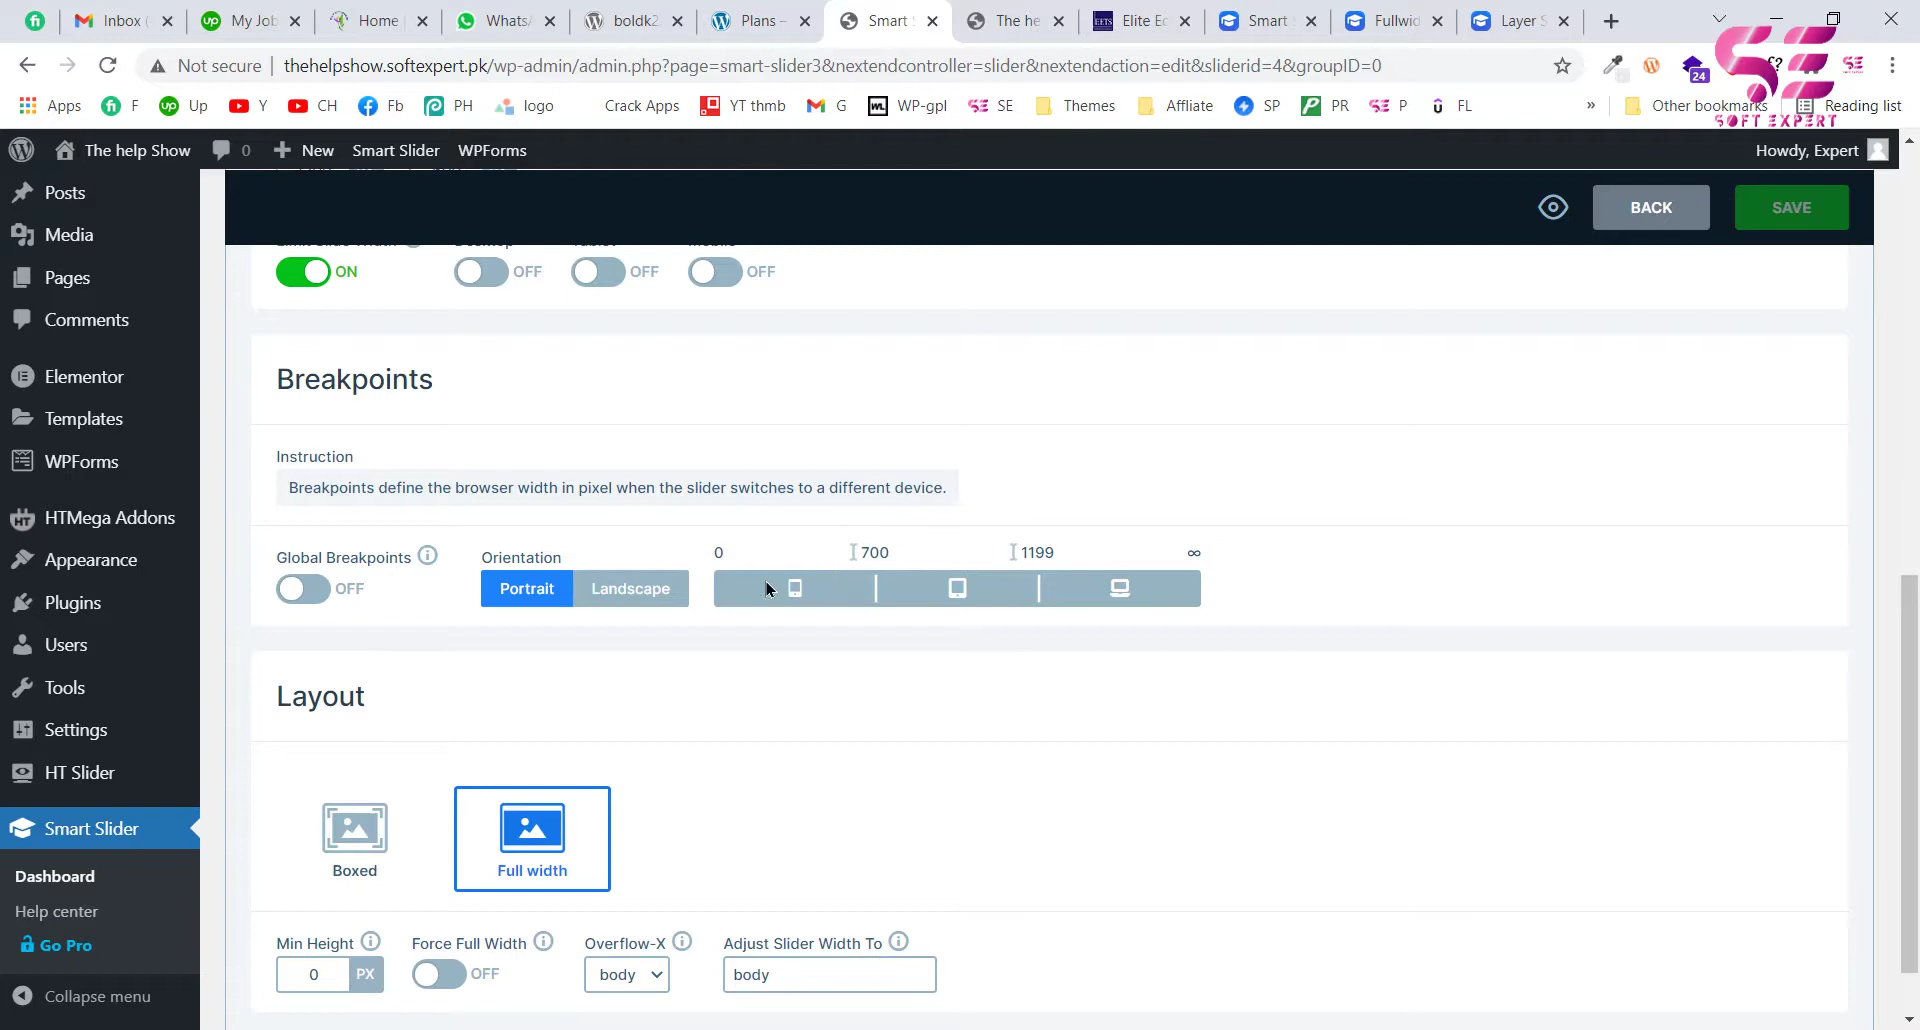 Inbox
My Job
Home
WhatsA
boldk2
Plans –
Smart
The he
Elite Ec
Smart
Fullwid
Layer S
Not secure
thehelpshow.softexpert.pk/wp-admin/admin.php?page=smart-slider3&nextendcontroller=slider&nextendaction=edit&sliderid=4&groupID=0
24
SE
SOFT EXPERT
Apps
F
Up
Y
CH
Fb
PH
logo
Crack Apps
YT thmb
G
WP-gpl
SE
Themes
Affliate
SP
PR
P
FL
»
Other bookmarks
Reading list
The help Show
0
New
Smart Slider
WPForms
Howdy, Expert
Posts
Media
Pages
Comments
Elementor
Templates
WPForms
HTMega Addons
Appearance
Plugins
Users
Tools
Settings
HT Slider
Smart Slider
Dashboard
Help center
Go Pro
Collapse menu
BACK
SAVE
ON
OFF
OFF
OFF
Breakpoints
Instruction
Breakpoints define the browser width in pixel when the slider switches to a different device.
Global Breakpoints
OFF
Orientation
Portrait
Landscape
0
700
1199
∞
Layout
Boxed
Full width
Min Height
0
PX
Force Full Width
OFF
Overflow-X
body
Adjust Slider Width To
body